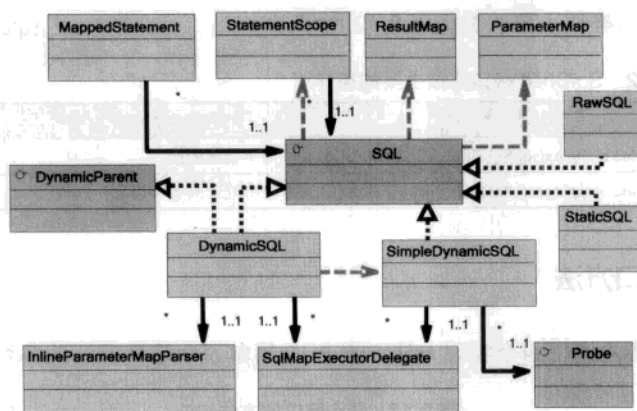 MappedStatement
StatementScope
ResultMap
ParameterMap
RawSQL
*
*
1..1
1..1
SQL
DynamicParent
StaticSQL
DynamicSQL
SimpleDynamicSQL
*
1..1
1..1
*
*
1..1
*
1..1
InlineParameterMapParser
SqlMapExecutorDelegate
Probe